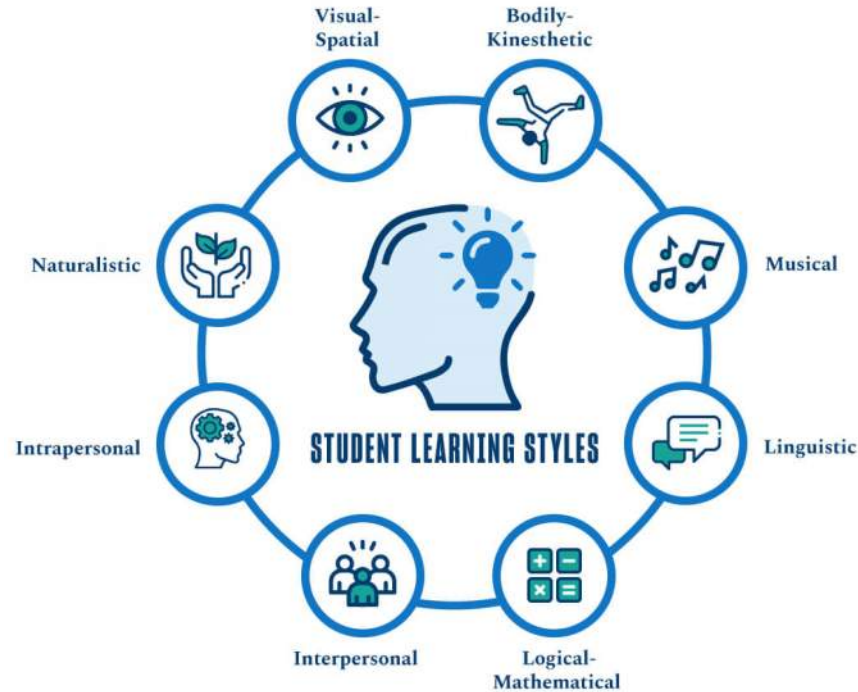 Visual-
Spatial
Bodily-
Kinesthetic
Naturalistic
Musical
Intrapersonal
STUDENT LEARNING STYLES
Linguistic
Interpersonal
Logical-
Mathematical